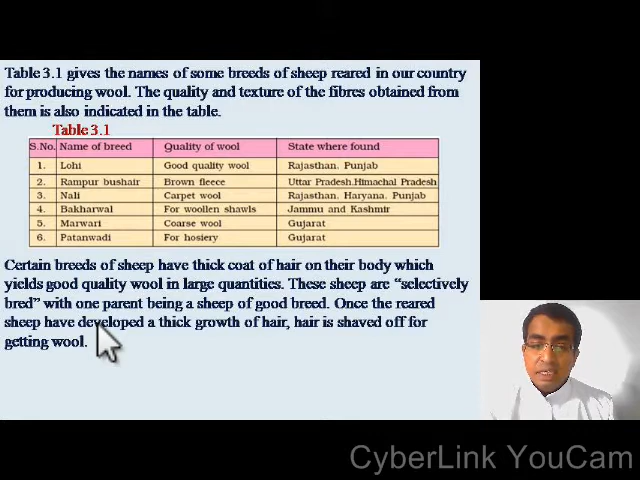 Table 3.1 gives the names of some breeds of sheep reared in our country
for producing wool. The quality and texture of the fibres obtained from
them is also indicated in the table.
Table 3.1
S.No. Name of breed Quality of wool State where found
1. Lohi Good quality wool Rajasthan, Punjab
2. Rampur bushair Brown fleece Uttar Pradesh, Himachal Pradesh
3. Nali Carpet wool Rajasthan, Haryana, Punjab
4. Bakharwal For woollen shawls Jammu and Kashmir
5. Marwari Coarse wool Gujarat
6. Patanwadi For hosiery Gujarat
Certain breeds of sheep have thick coat of hair on their body which
yields good quality wool in large quantities. These sheep are “selectively
bred” with one parent being a sheep of good breed. Once the reared
sheep have developed a thick growth of hair, hair is shaved off for
getting wool.
CyberLink YouCam